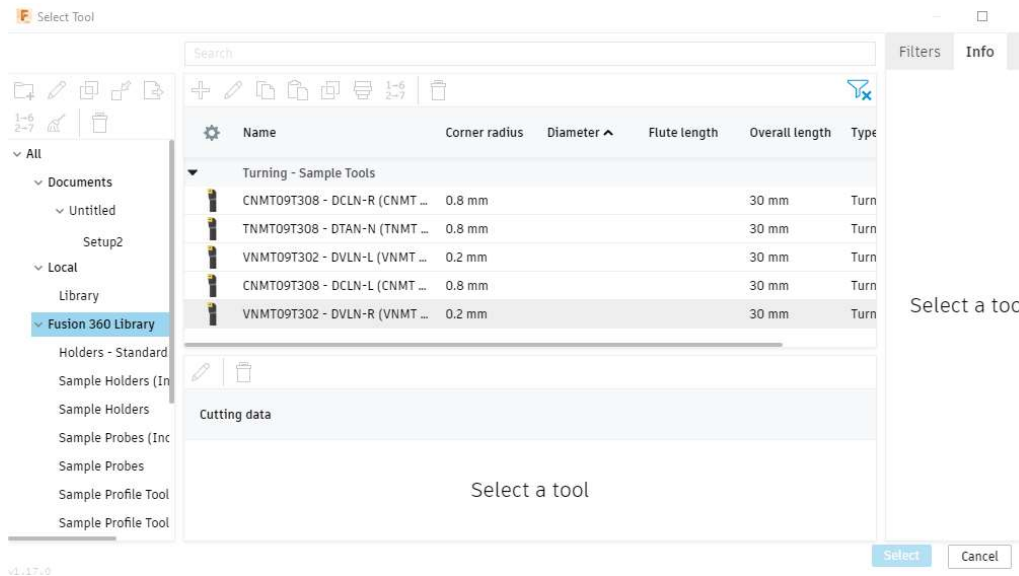 Select Tool
Search
Filters Info
1-6
2-7
1-6
2-7
Name Corner radius Diameter Flute length Overall length Type
All
Documents
Untitled
Setup2
Local
Library
Fusion 360 Library
Holders - Standard
Sample Holders (In
Sample Holders
Sample Probes (Inc
Sample Probes
Sample Profile Tool
Sample Profile Tool
Turning - Sample Tools
CNMT09T308 - DCLN-R (CNMT ... 0.8 mm 30 mm Turn
TNMT09T308 - DTAN-N (TNMT ... 0.8 mm 30 mm Turn
VNMT09T302 - DVLN-L (VNMT ... 0.2 mm 30 mm Turn
CNMT09T308 - DCLN-L (CNMT ... 0.8 mm 30 mm Turn
VNMT09T302 - DVLN-R (VNMT ... 0.2 mm 30 mm Turn
Cutting data
Select a tool
Select a too
Select Cancel
v1.17.0